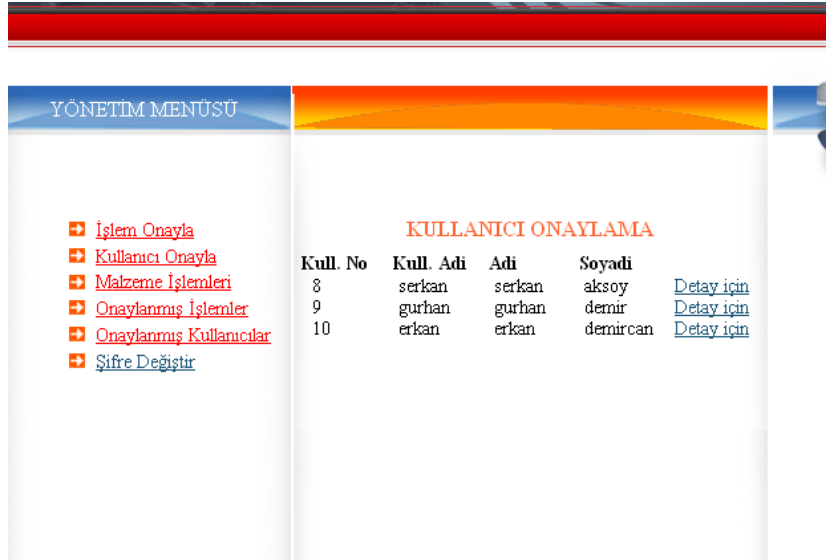 YÖNETİM MENÜSÜ
İşlem Onayla
Kullanıcı Onayla
Malzeme İşlemleri
Onaylanmış İşlemler
Onaylanmış Kullanıcılar
Şifre Değiştir
KULLANICI ONAYLAMA
Kull. No Kull. Adi Adi Soyadi
8 serkan serkan aksoy Detay için
9 gurhan gurhan demir Detay için
10 erkan erkan demircan Detay için